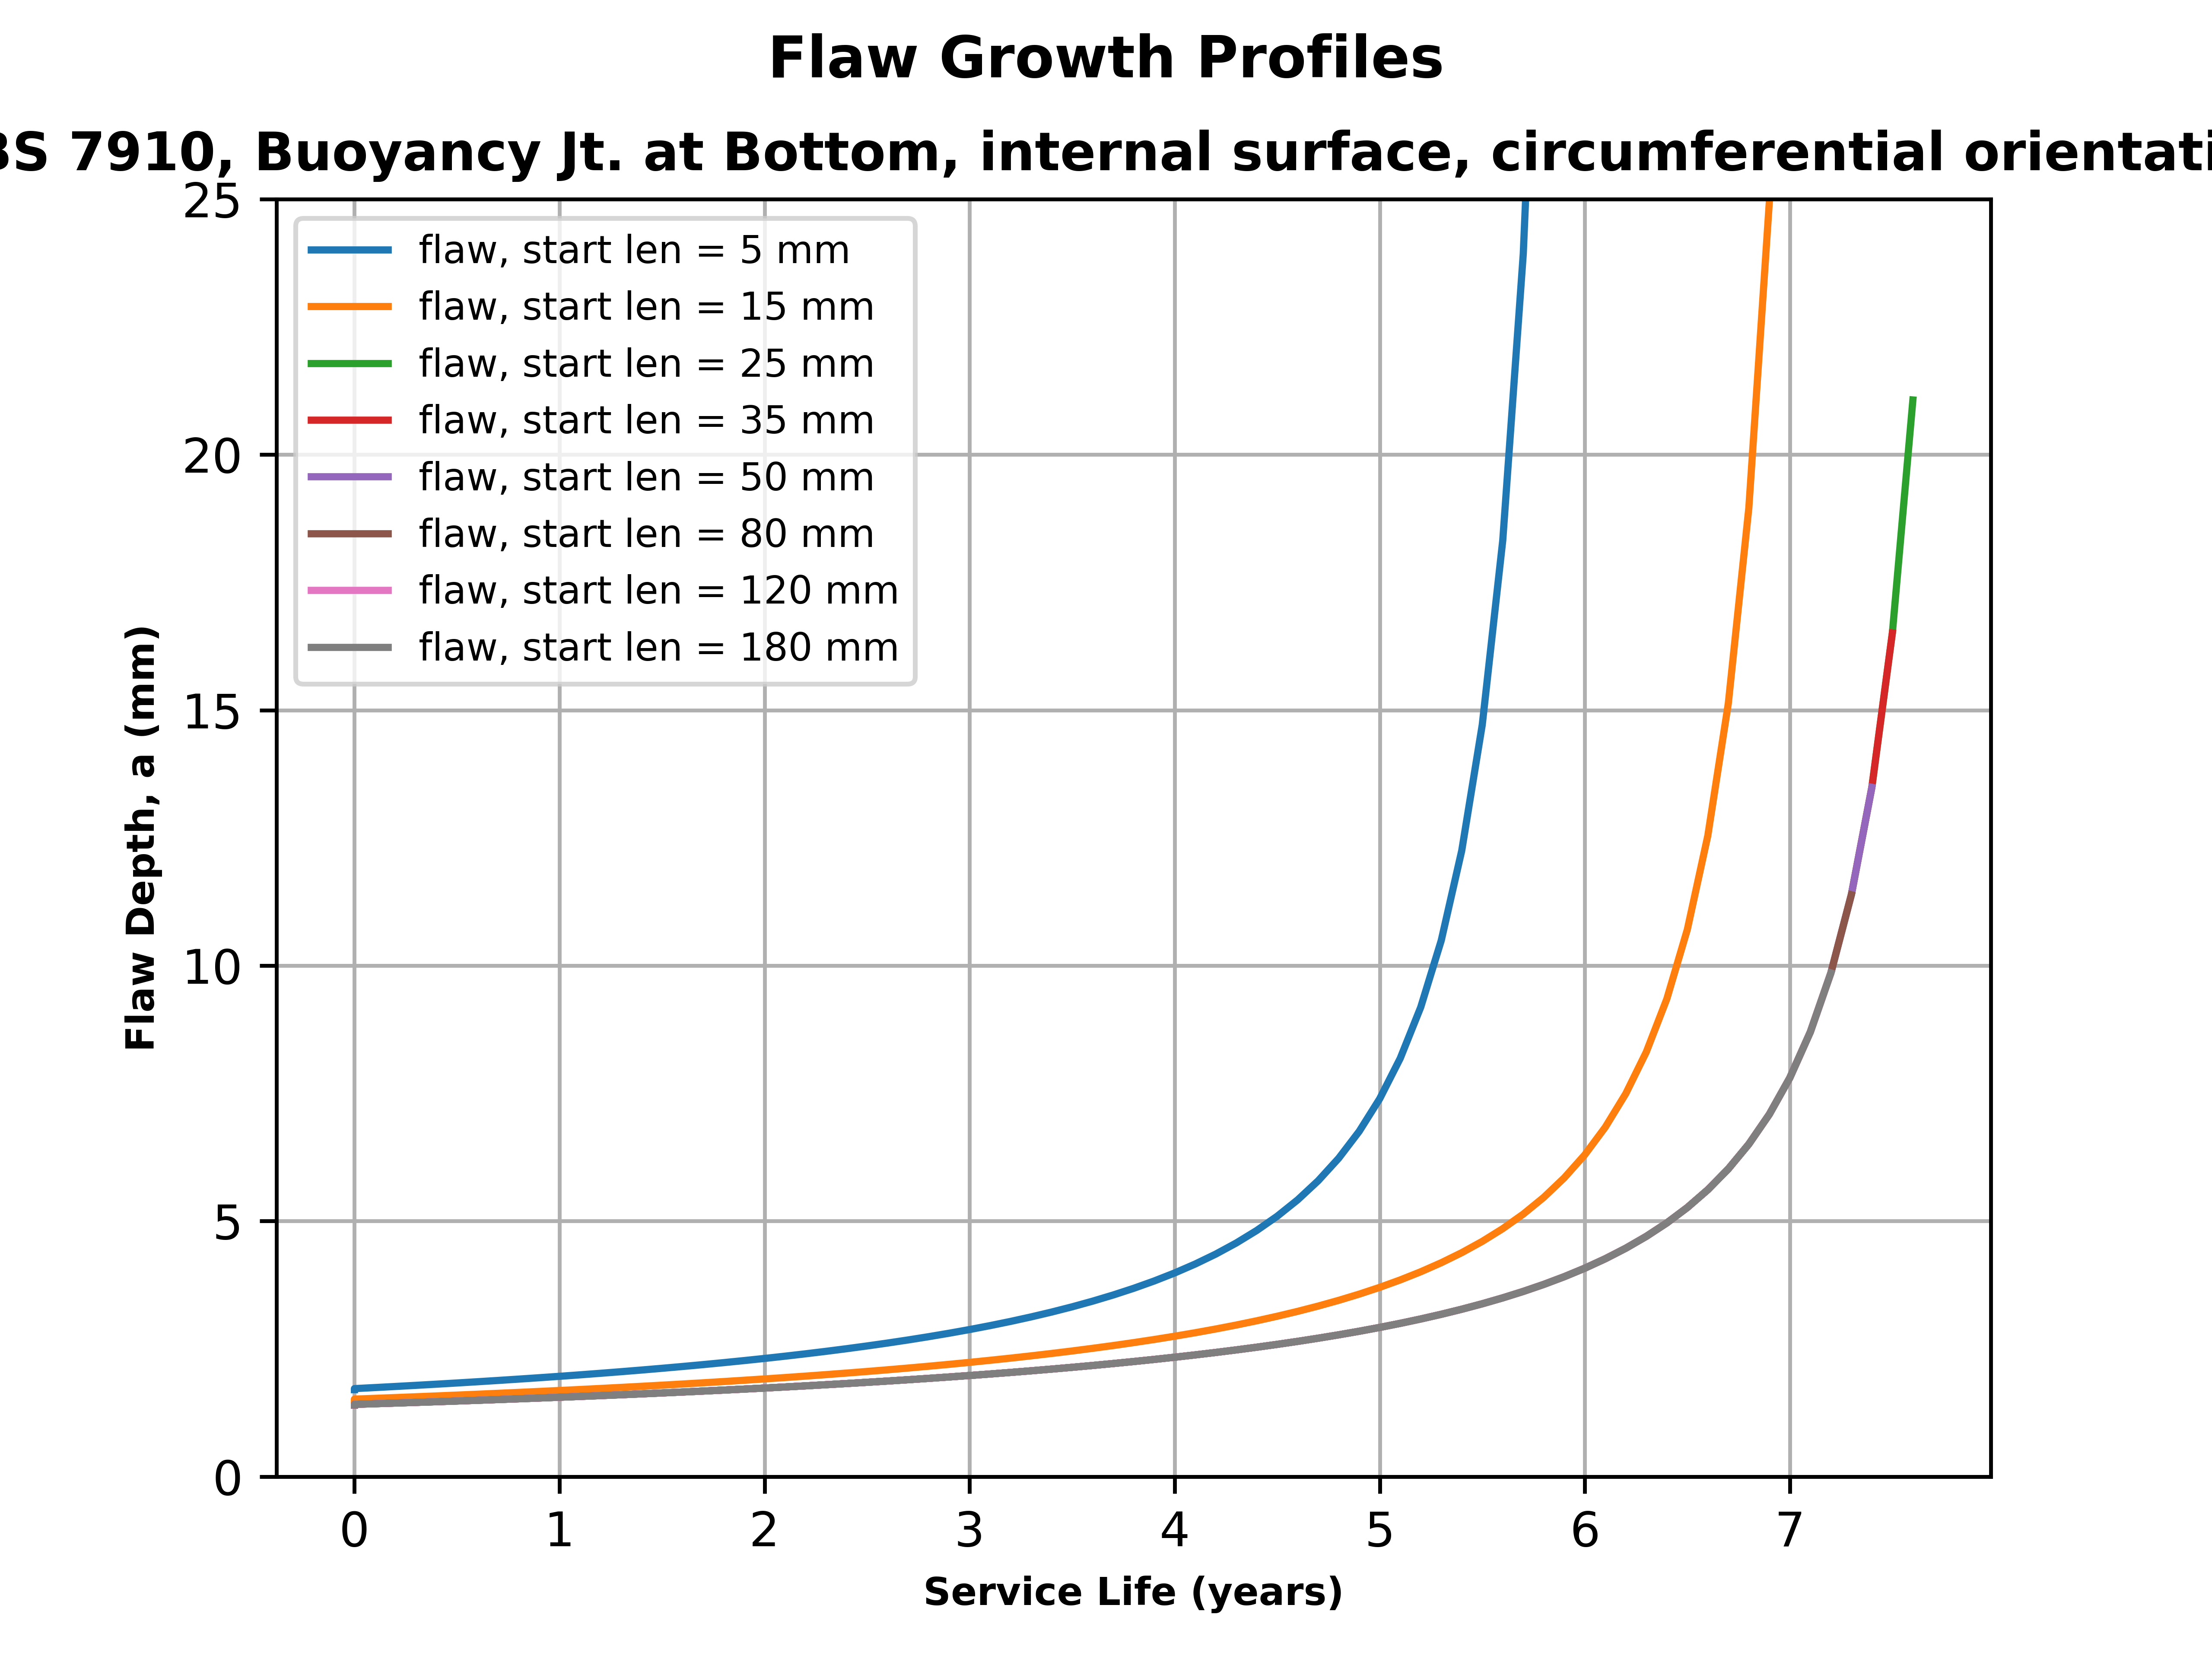 Flaw Growth Profiles
BS 7910, Buoyancy Jt. at Bottom, internal surface, circumferential
25
flaw, start len = 5 mm
flaw, start len = 15 mm
flaw, start len = 25 mm
flaw, start len = 35 mm
flaw, start len = 50 mm
flaw, start len = 80 mm
flaw, start len = 120 mm
flaw, start len = 180 mm
20
15
10
5
0
Flaw Depth, a (mm)
0 1 2 3 4 5 6 7
Service Life (years)